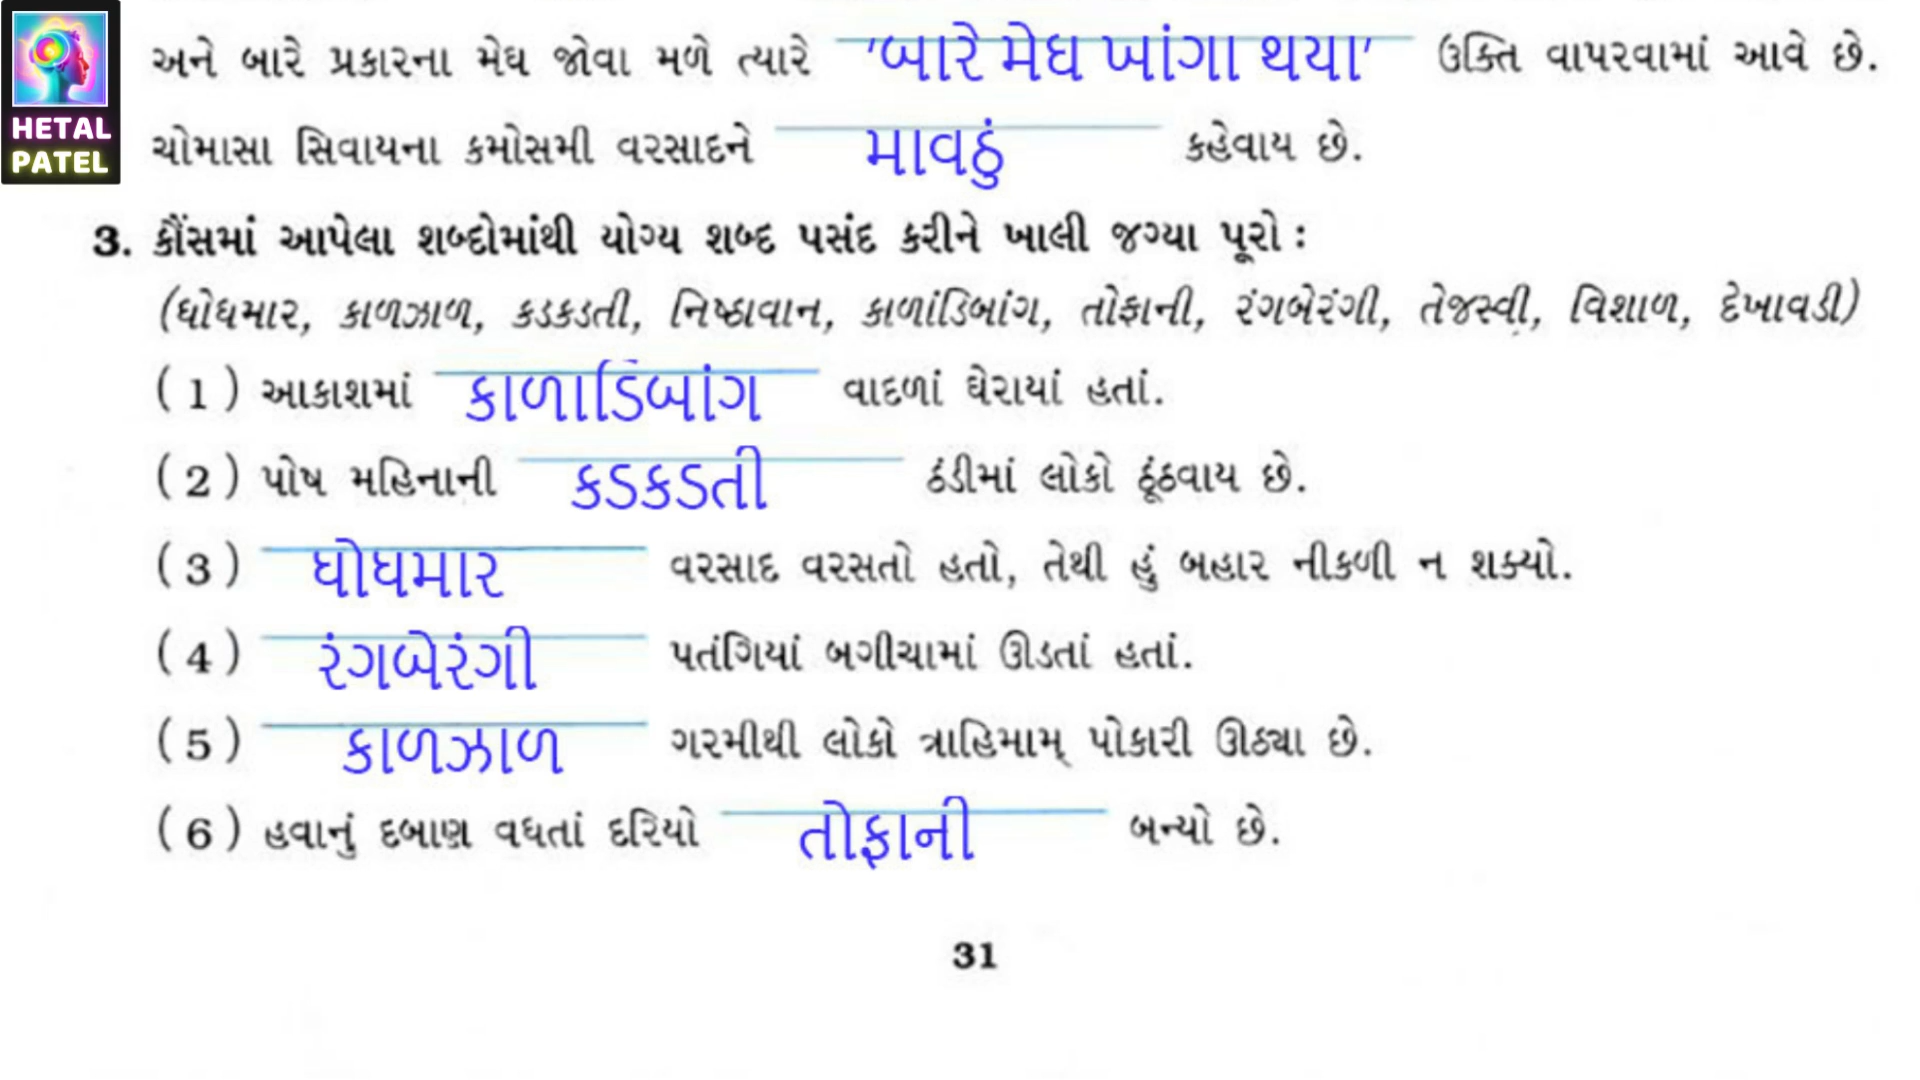 HETAL
PATEL
અને બારે પ્રકારના મેઘ જોવા મળે ત્યારે 'બારે મેઘ ખાંગા થયા' ઉક્તિ વાપરવામાં આવે છે.
ચોમાસા સિવાયના કમોસમી વરસાદને માવઠું કહેવાય છે.
3. કૌંસમાં આપેલા શબ્દોમાંથી યોગ્ય શબ્દ પસંદ કરીને ખાલી જગ્યા પૂરો :
(ધોધમાર, કાળઝાળ, કડકડતી, નિષ્ઠાવાન, કાળાંડિબાંગ, તોફાની, રંગબેરંગી, તેજસ્વી, વિશાળ, દેખાવડી)
(1) આકાશમાં કાળાડિબાંગ વાદળાં ઘેરાયાં હતાં.
(2) પોષ મહિનાની કડકડતી ઠંડીમાં લોકો ઠૂંઠવાય છે.
(3) ધોધમાર વરસાદ વરસતો હતો, તેથી હું બહાર નીકળી ન શક્યો.
(4) રંગબેરંગી પતંગિયાં બગીચામાં ઊડતાં હતાં.
(5) કાળઝાળ ગરમીથી લોકો ત્રાહિમામ્ પોકારી ઊઠ્યા છે.
(6) હવાનું દબાણ વધતાં દરિયો તોફાની બન્યો છે.
31